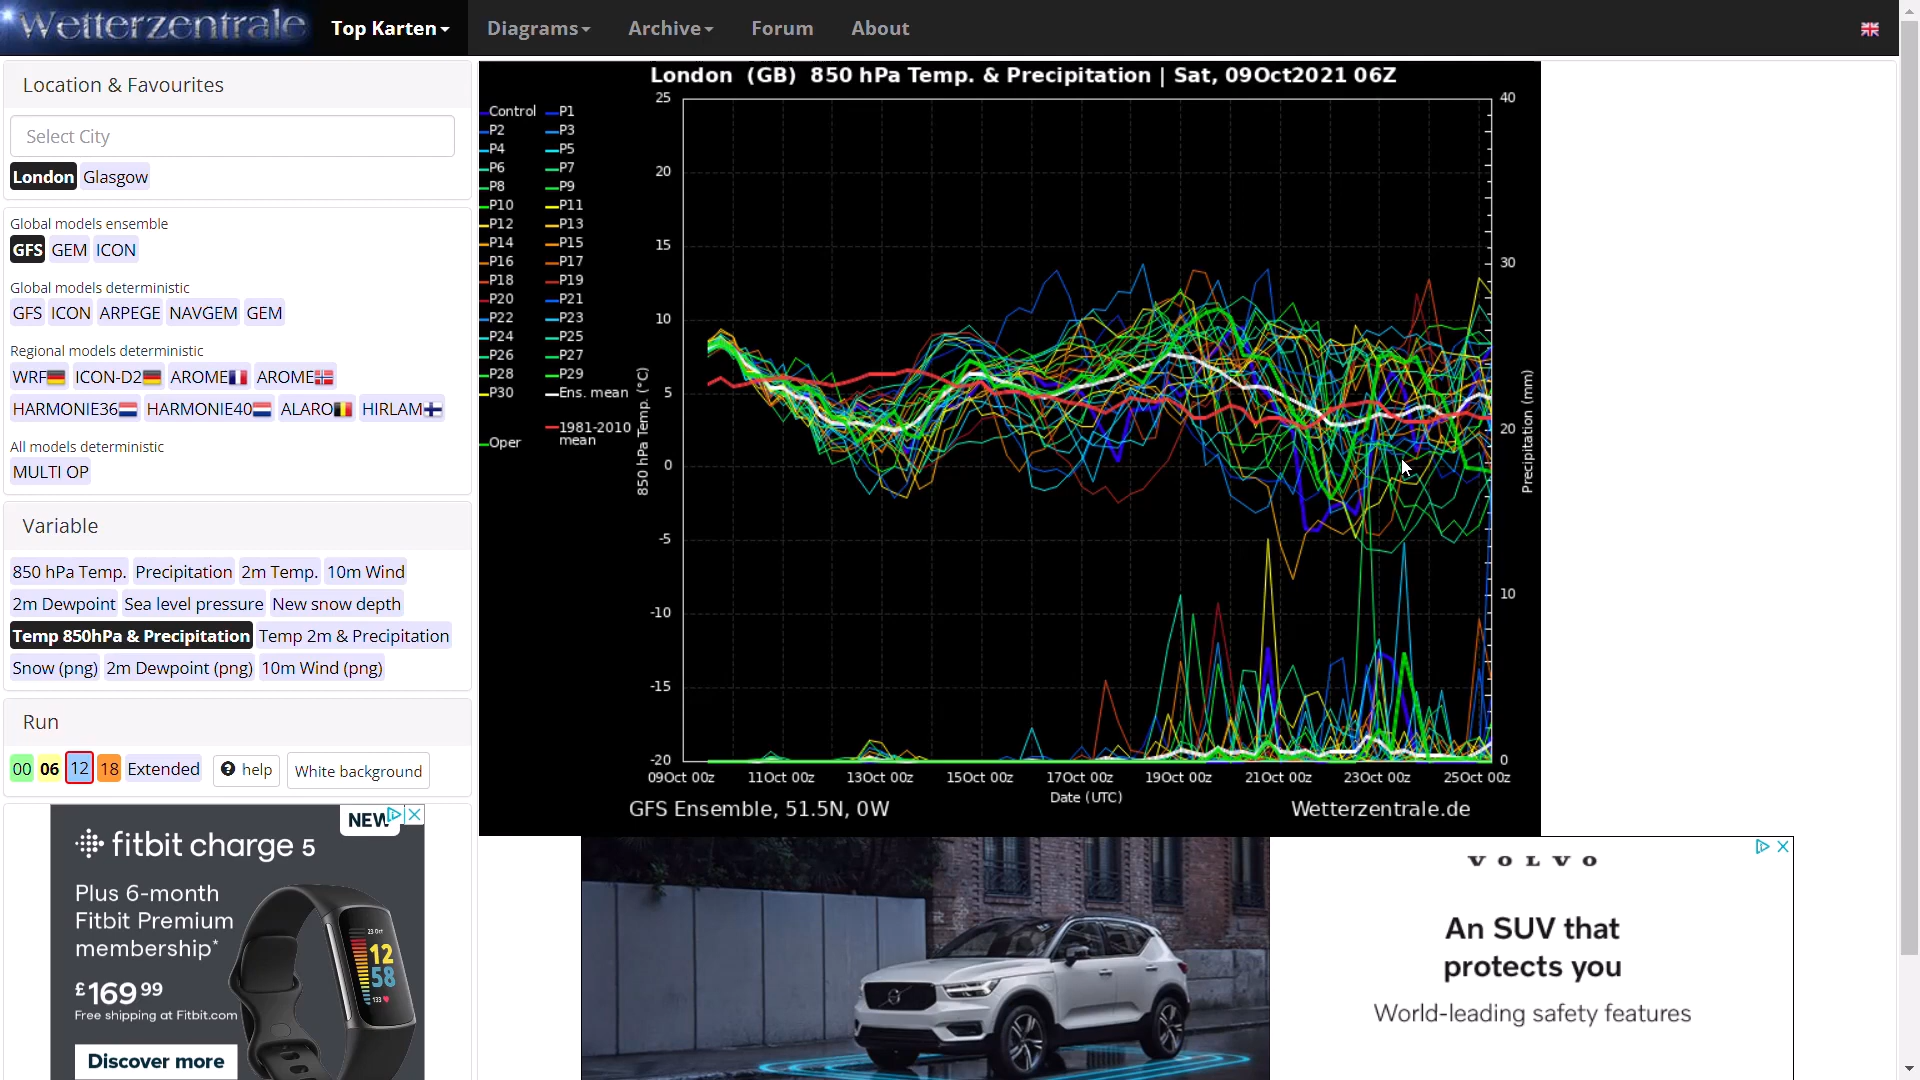 Wetterzentrale
Top Karten
Diagrams
Archive
Forum
About
Location & Favourites
Select City
London Glasgow
Global models ensemble
GFS GEM ICON
Global models deterministic
GFS ICON ARPEGE NAVGEM GEM
Regional models deterministic
WRF ICON-D2 AROME AROME
HARMONIE36 HARMONIE40 ALARO HIRLAM
All models deterministic
MULTI OP
Variable
850 hPa Temp. Precipitation 2m Temp. 10m Wind
2m Dewpoint Sea level pressure New snow depth
Temp 850hPa & Precipitation Temp 2m & Precipitation
Snow (png) 2m Dewpoint (png) 10m Wind (png)
Run
00 06 12 18 Extended help White background
London (GB) 850 hPa Temp. & Precipitation | Sat, 09Oct2021 06Z
Control P1
P2 P3
P4 P5
P6 P7
P8 P9
P10 P11
P12 P13
P14 P15
P16 P17
P18 P19
P20 P21
P22 P23
P24 P25
P26 P27
P28 P29
P30 Ens. mean
Oper 1981-2010
mean
850 hPa Temp. (°C)
25
20
15
10
5
0
-5
-10
-15
-20
40
30
20
10
0
Precipitation (mm)
09Oct 00z 11Oct 00z 13Oct 00z 15Oct 00z 17Oct 00z 19Oct 00z 21Oct 00z 23Oct 00z 25Oct 00z
Date (UTC)
GFS Ensemble, 51.5N, 0W
Wetterzentrale.de
NEW
fitbit charge 5
Plus 6-month
Fitbit Premium
membership*
£169.99
Free shipping at Fitbit.com
Discover more
23 Oct
12
58
133
VOLVO
An SUV that
protects you
World-leading safety features